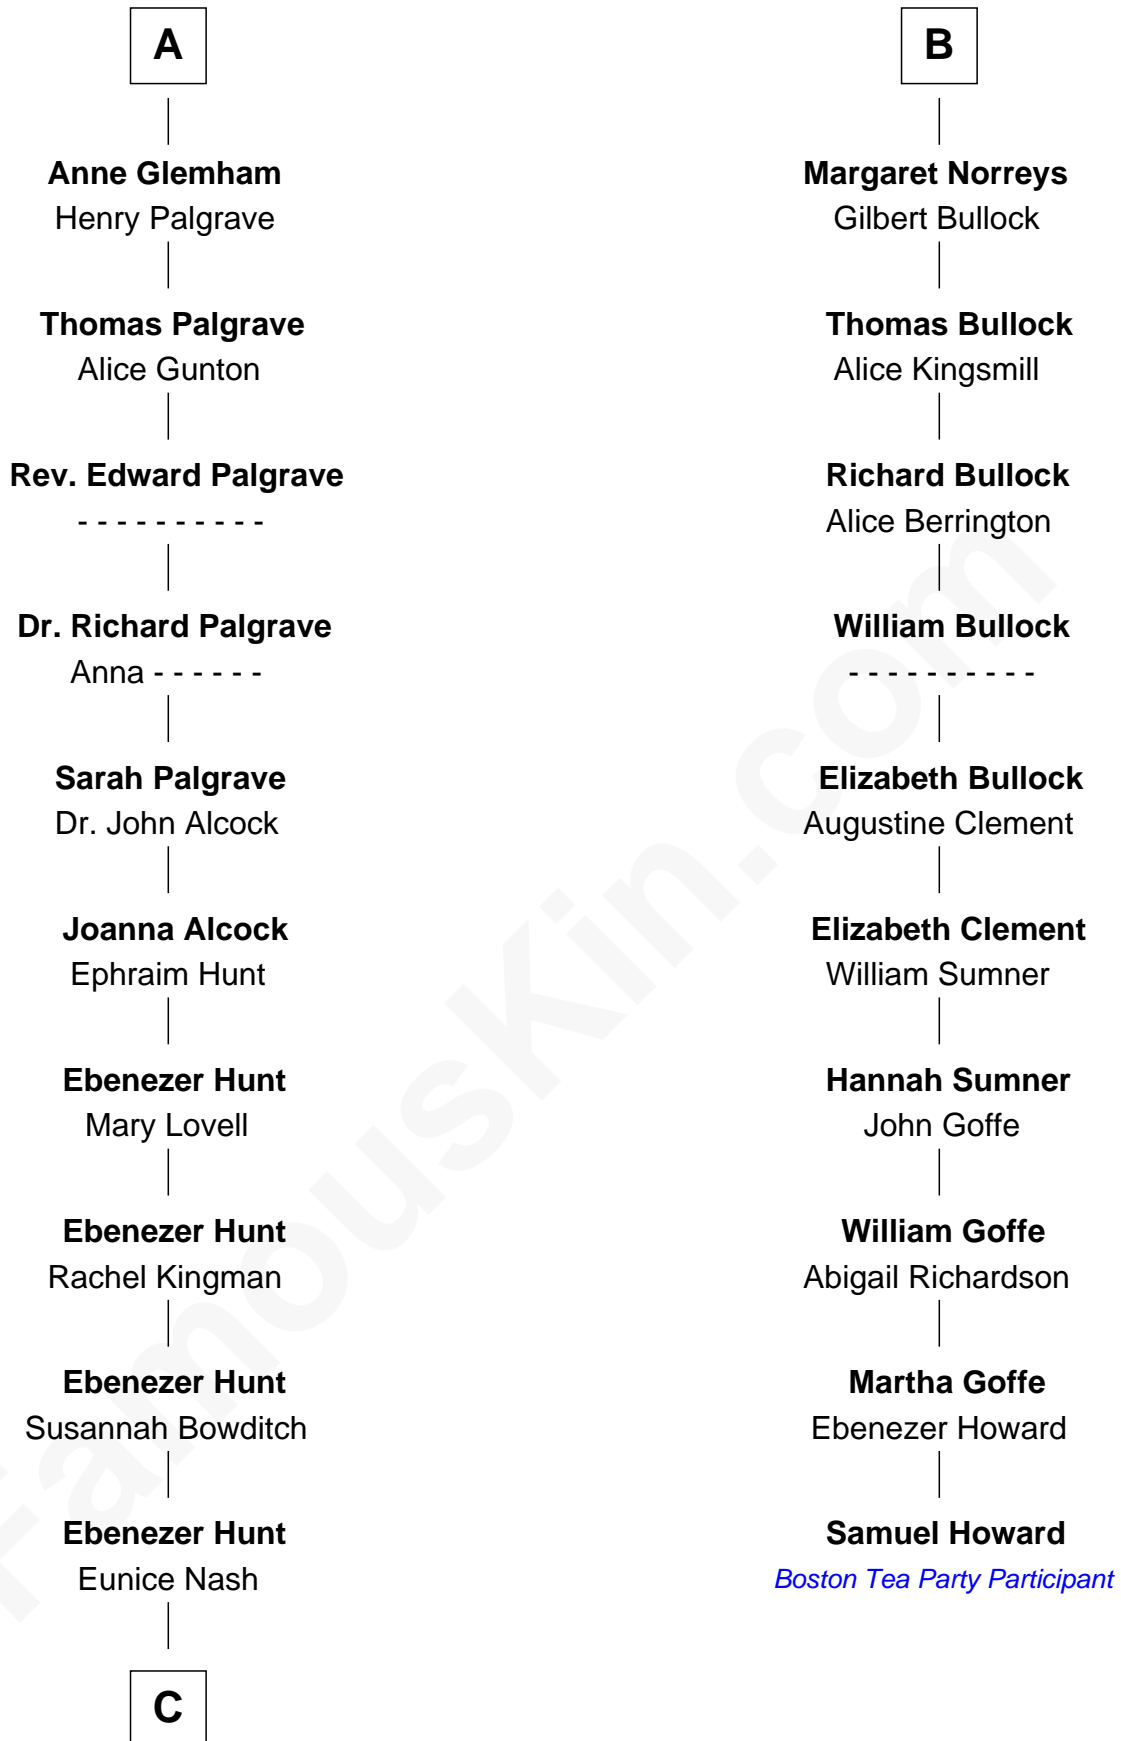 A
Anne Glemham
Henry Palgrave
Thomas Palgrave
Alice Gunton
Rev. Edward Palgrave
- - - - - - - - - -
Dr. Richard Palgrave
Anna - - - - - -
Sarah Palgrave
Dr. John Alcock
Joanna Alcock
Ephraim Hunt
Ebenezer Hunt
Mary Lovell
Ebenezer Hunt
Rachel Kingman
Ebenezer Hunt
Susannah Bowditch
Ebenezer Hunt
Eunice Nash
C
B
Margaret Norreys
Gilbert Bullock
Thomas Bullock
Alice Kingsmill
Richard Bullock
Alice Berrington
William Bullock
- - - - - - - - - -
Elizabeth Bullock
Augustine Clement
Elizabeth Clement
William Sumner
Hannah Sumner
John Goffe
William Goffe
Abigail Richardson
Martha Goffe
Ebenezer Howard
Samuel Howard
Boston Tea Party Participant
FamousKin.com